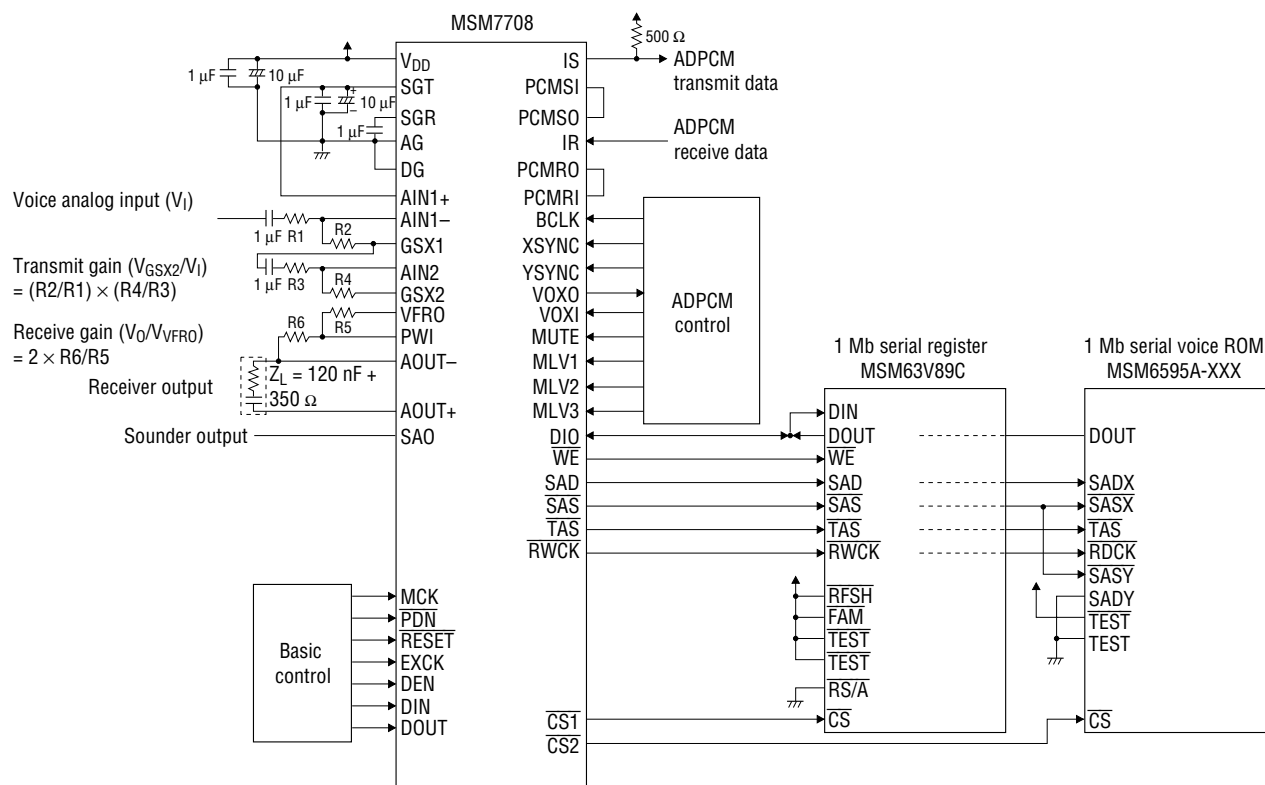 MSM7708
1 µF
10 µF
1 µF
+
−
10 µF
1 µF
VDD
SGT
SGR
AG
DG
AIN1+
AIN1−
GSX1
AIN2
GSX2
VFRO
PWI
AOUT−
AOUT+
SAO
Voice analog input (VI)
1 µF R1
R2
Transmit gain (VGSX2/VI)
= (R2/R1) × (R4/R3)
1 µF R3
R4
Receive gain (VO/VVFRO)
= 2 × R6/R5
R6
R5
Receiver output
ZL = 120 nF +
350 Ω
Sounder output
Basic
control
MCK
PDN
RESET
EXCK
DEN
DIN
DOUT
500 Ω
IS
ADPCM
transmit data
PCMSI
PCMSO
IR
ADPCM
receive data
PCMRO
PCMRI
BCLK
XSYNC
YSYNC
VOXO
VOXI
MUTE
MLV1
MLV2
MLV3
DIO
WE
SAD
SAS
TAS
RWCK
CS1
CS2
ADPCM
control
1 Mb serial register
MSM63V89C
DIN
DOUT
WE
SAD
SAS
TAS
RWCK
RFSH
FAM
TEST
TEST
RS/A
CS
1 Mb serial voice ROM
MSM6595A-XXX
DOUT
SADX
SASX
TAS
RDCK
SASY
SADY
TEST
TEST
CS